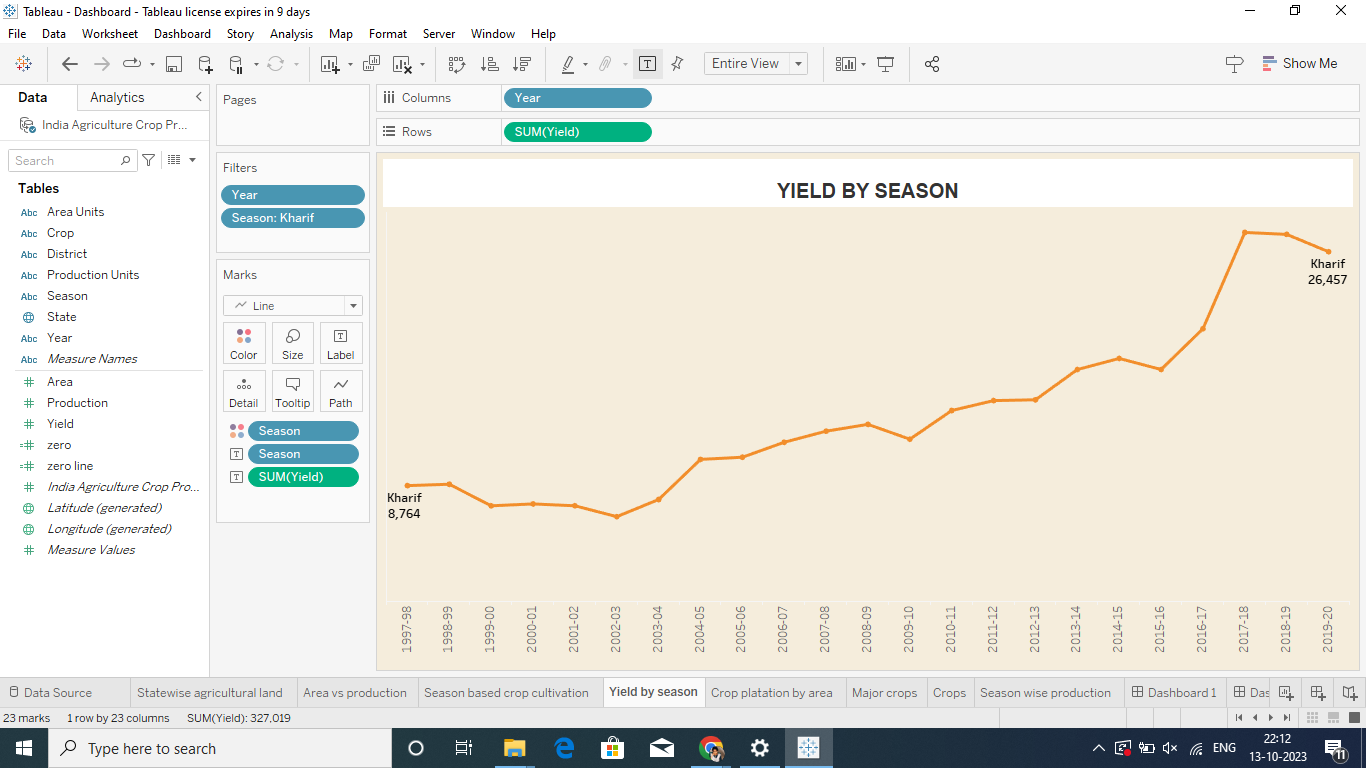 Tableau - Dashboard - Tableau license expires in 9 days
File Data Worksheet Dashboard Story Analysis Map Format Server Window Help
Entire View
Show Me
Data Analytics
India Agriculture Crop Pr...
Search
Tables
Abc Area Units
Abc Crop
Abc District
Abc Production Units
Abc Season
State
Abc Year
Abc Measure Names
Area
Production
Yield
zero
zero line
India Agriculture Crop Pro...
Latitude (generated)
Longitude (generated)
Measure Values
Pages
Filters
Year
Season: Kharif
Marks
Line
Color Size Label
Detail Tooltip Path
Season
Season
SUM(Yield)
Columns Year
Rows SUM(Yield)
YIELD BY SEASON
Kharif
26,457
Kharif
8,764
1997-98
1998-99
1999-00
2000-01
2001-02
2002-03
2003-04
2004-05
2005-06
2006-07
2007-08
2008-09
2009-10
2010-11
2011-12
2012-13
2013-14
2014-15
2015-16
2016-17
2017-18
2018-19
2019-20
Data Source Statewise agricultural land Area vs production Season based crop cultivation Yield by season Crop platation by area Major crops Crops Season wise production Dashboard 1 Das
23 marks 1 row by 23 columns SUM(Yield): 327,019
Type here to search
ENG
22:12
13-10-2023
11